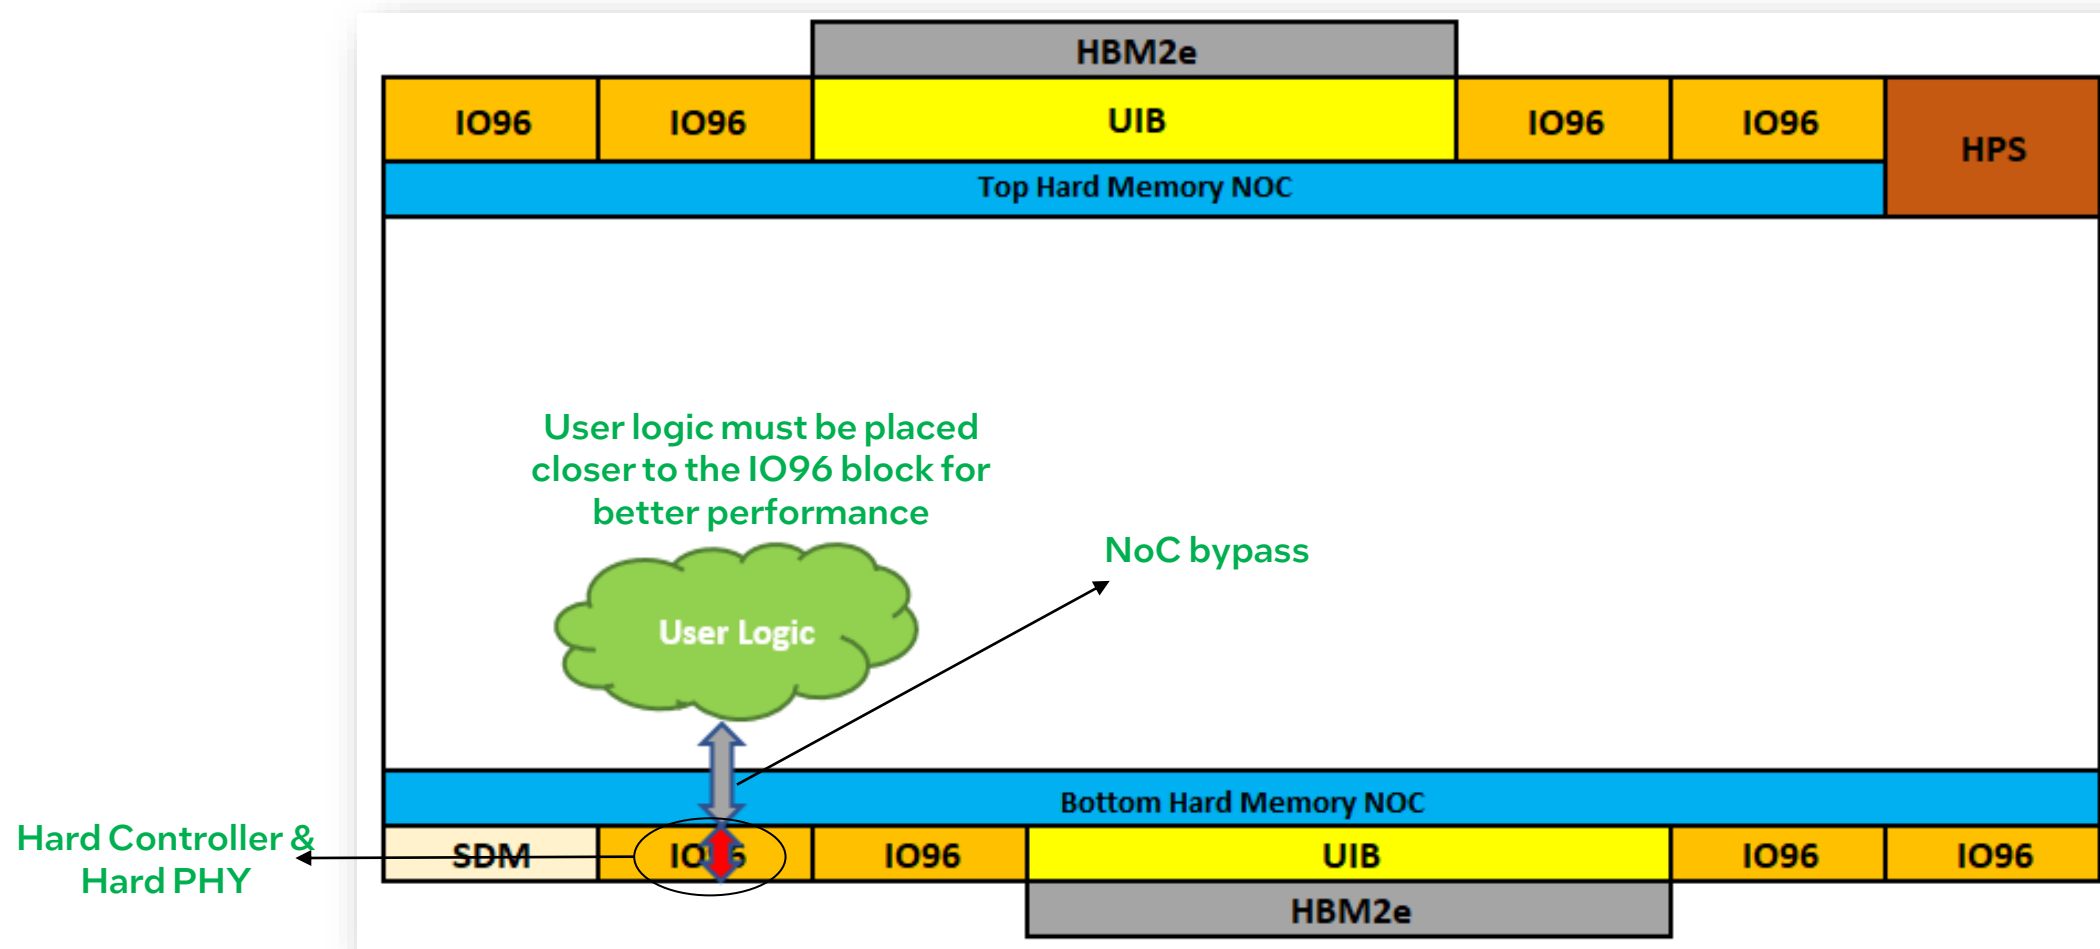 HBM2e
IO96
IO96
UIB
IO96
IO96
HPS
Top Hard Memory NOC
User logic must be placed
closer to the IO96 block for
better performance
NoC bypass
User Logic
Bottom Hard Memory NOC
Hard Controller &
Hard PHY
SDM
IO96
IO96
UIB
IO96
IO96
HBM2e